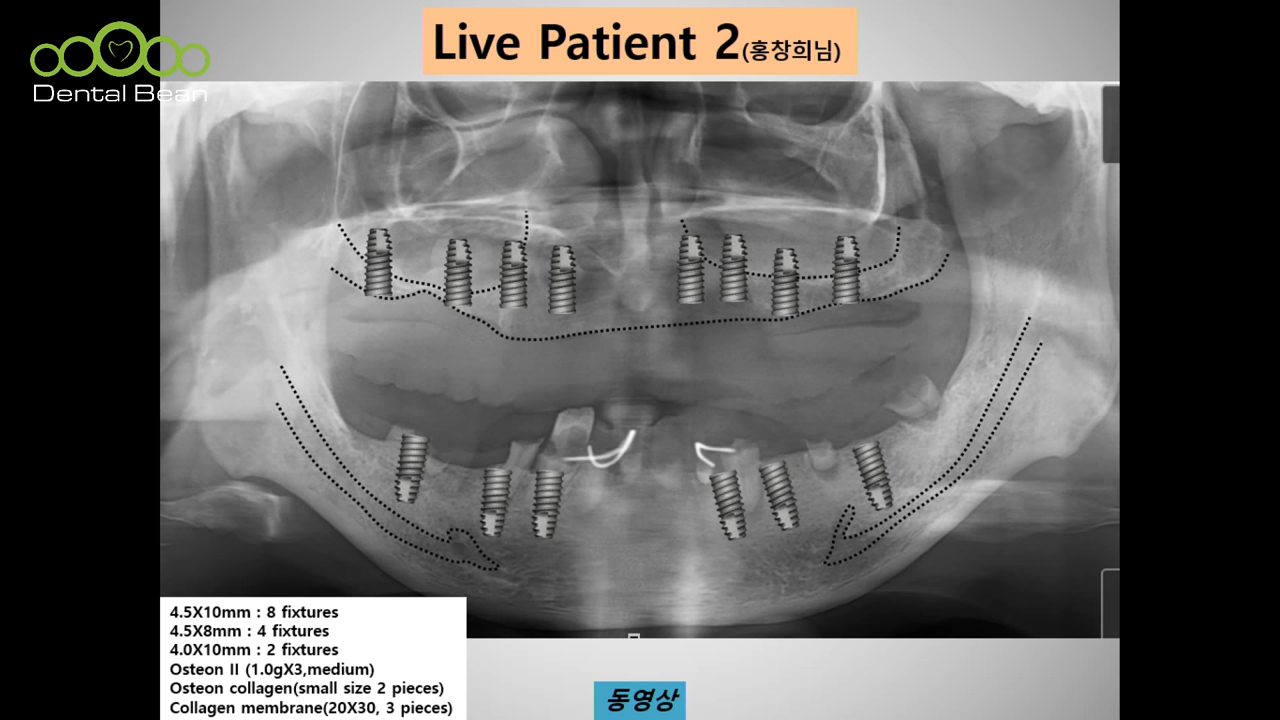 Dental Bean
Live Patient 2(홍창희님)
4.5X10mm : 8 fixtures
4.5X8mm : 4 fixtures
4.0X10mm : 2 fixtures
Osteon II (1.0gX3,medium)
Osteon collagen(small size 2 pieces)
Collagen membrane(20X30, 3 pieces)
동영상